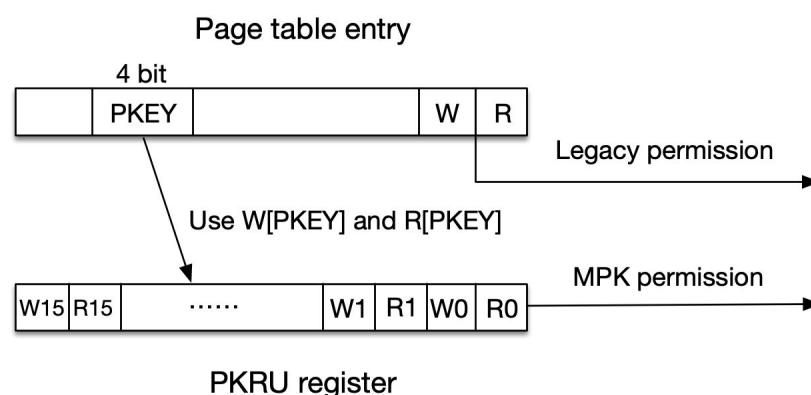 Page table entry
4 bit
PKEY W R
Legacy permission
Use W[PKEY] and R[PKEY]
MPK permission
W15 R15 ...... W1 R1 W0 R0
PKRU register